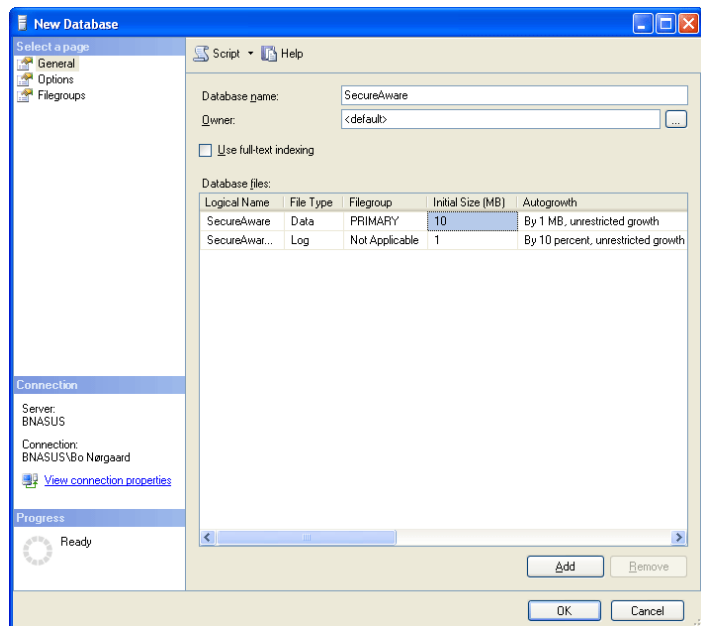 New Database
Select a page
General
Options
Filegroups
Script Help
Database name: SecureAware
Owner: <default> ...
Use full-text indexing
Database files:
Logical Name File Type Filegroup Initial Size (MB) Autogrowth
SecureAware Data PRIMARY 10 By 1 MB, unrestricted growth
SecureAwar... Log Not Applicable 1 By 10 percent, unrestricted growth
Connection
Server:
BNASUS
Connection:
BNASUS\Bo Nørgaard
View connection properties
Progress
Ready
Add Remove
OK Cancel